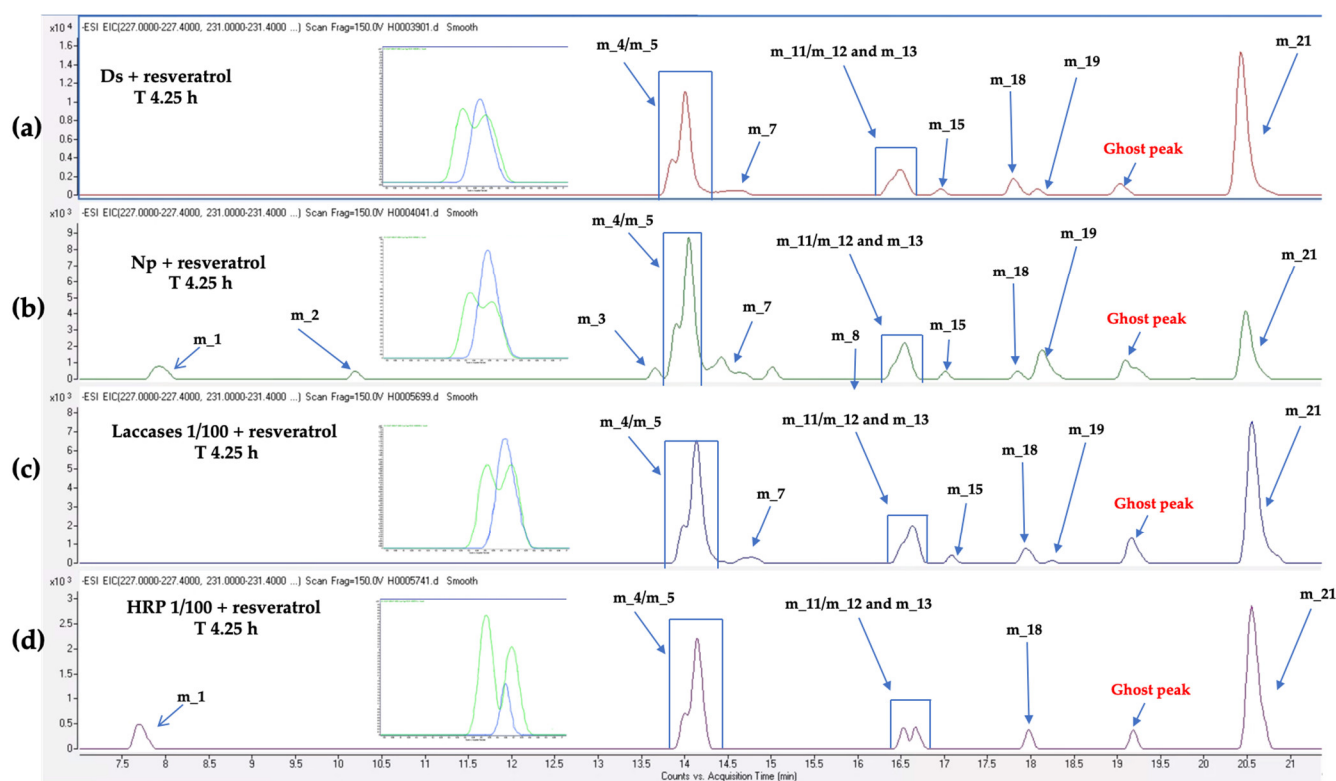 x10 4 -ESI EIC(227.0000-227.4000, 231.0000-231.4000 ...) Scan Frag=150.0V H0003901.d Smooth
(a)
Ds + resveratrol
T 4.25 h
1.6
1.4
1.2
1
0.8
0.6
0.4
0.2
0
m_4/m_5
m_7
m_11/m_12 and m_13
m_15
m_18
m_19
Ghost peak
m_21
x10 3 -ESI EIC(227.0000-227.4000, 231.0000-231.4000 ...) Scan Frag=150.0V H0004041.d Smooth
(b)
Np + resveratrol
T 4.25 h
9
8
7
6
5
4
3
2
1
0
m_1
m_2
m_3
m_4/m_5
m_7
m_8
m_11/m_12 and m_13
m_15
m_18
m_19
Ghost peak
m_21
x10 3 -ESI EIC(227.0000-227.4000, 231.0000-231.4000 ...) Scan Frag=150.0V H0005699.d Smooth
(c)
Laccases 1/100 + resveratrol
T 4.25 h
8
7
6
5
4
3
2
1
0
m_4/m_5
m_7
m_11/m_12 and m_13
m_15
m_18
m_19
Ghost peak
m_21
x10 3 -ESI EIC(227.0000-227.4000, 231.0000-231.4000 ...) Scan Frag=150.0V H0005741.d Smooth
(d)
HRP 1/100 + resveratrol
T 4.25 h
3
2.5
2
1.5
1
0.5
0
m_1
m_4/m_5
m_11/m_12 and m_13
m_18
Ghost peak
m_21
7.5 8 8.5 9 9.5 10 10.5 11 11.5 12 12.5 13 13.5 14 14.5 15 15.5 16 16.5 17 17.5 18 18.5 19 19.5 20 20.5 21
Counts vs. Acquisition Time (min)